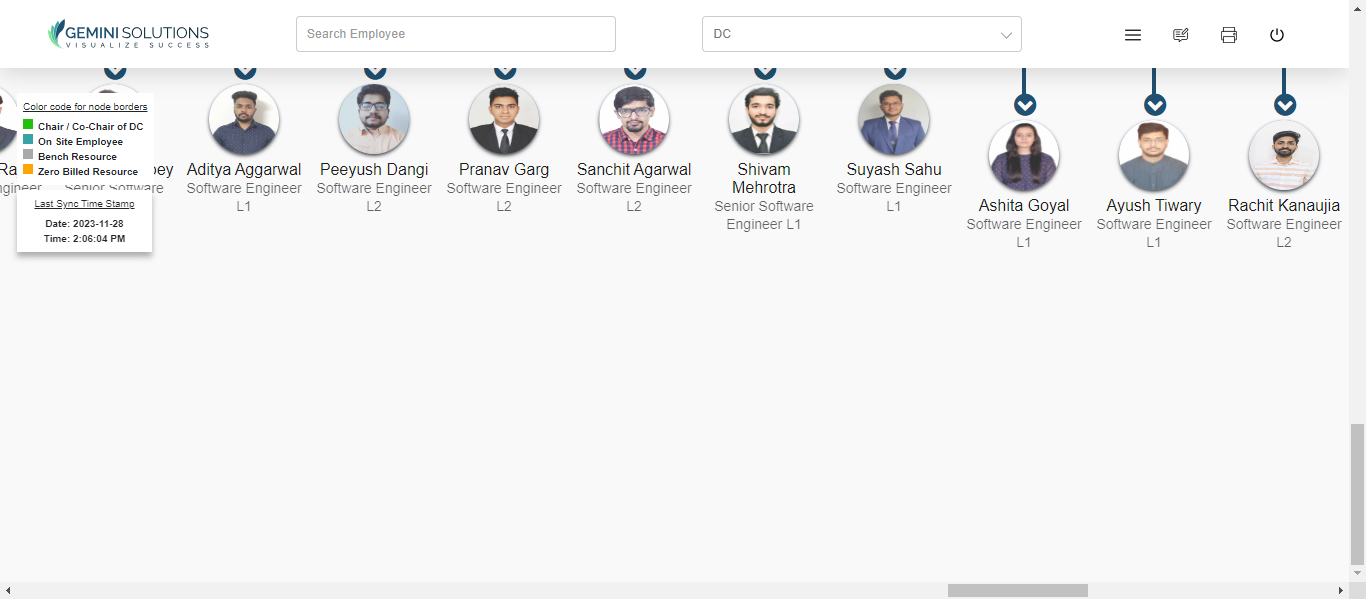 GEMINI SOLUTIONS
VISUALIZE SUCCESS
Search Employee
DC
Color code for node borders
Chair / Co-Chair of DC
On Site Employee
Bench Resource
Zero Billed Resource
Last Sync Time Stamp
Date: 2023-11-28
Time: 2:06:04 PM
Ra
gineer
pey
Senior Software
Aditya Aggarwal
Software Engineer
L1
Peeyush Dangi
Software Engineer
L2
Pranav Garg
Software Engineer
L2
Sanchit Agarwal
Software Engineer
L2
Shivam
Mehrotra
Senior Software
Engineer L1
Suyash Sahu
Software Engineer
L1
Ashita Goyal
Software Engineer
L1
Ayush Tiwary
Software Engineer
L1
Rachit Kanaujia
Software Engineer
L2